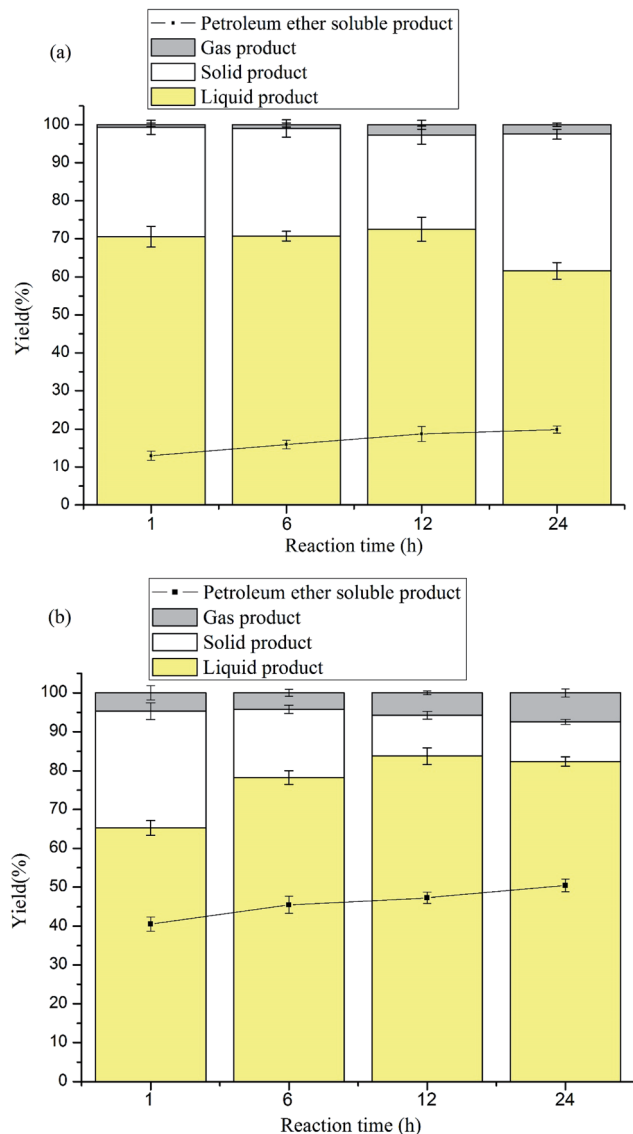 (a)
Petroleum ether soluble product
Gas product
Solid product
Liquid product
100
90
80
70
60
50
40
30
20
10
0
Yield(%)
1 6 12 24
Reaction time (h)
(b)
Petroleum ether soluble product
Gas product
Solid product
Liquid product
100
90
80
70
60
50
40
30
20
10
0
Yield(%)
1 6 12 24
Reaction time (h)